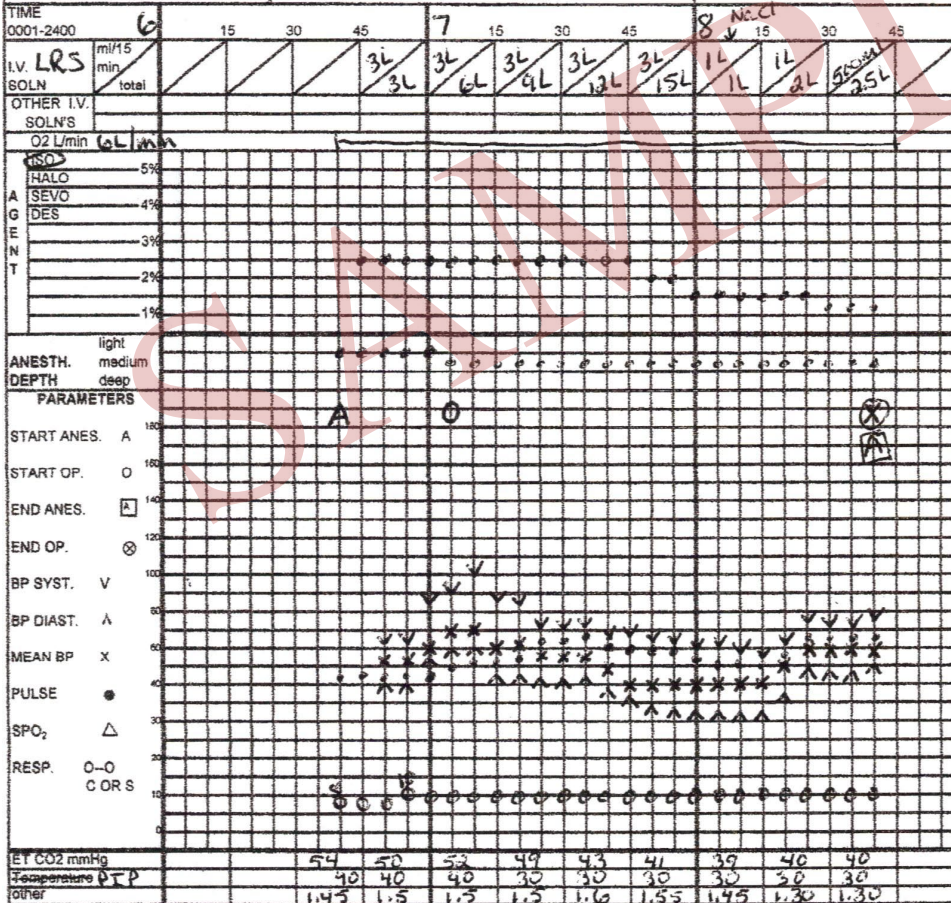 TIME
0001-2400 6 15 30 45 7 15 30 45 8 NaCl 15 30 45
I.V. LRS SOLN ml/15 min total 3L 3L 3L 6L 3L 9L 3L 12L 3L 15L 1L 1L 1L 2L 500ml 2.5L
OTHER I.V.
SOLN'S
O2 L/min 6L/min
ISO 5%
HALO
SEVO 4%
DES
AGENT 3%
2%
1%
light
ANESTH. medium
DEPTH deep
PARAMETERS
A O ⊗
START ANES. A 180
A
160
START OP. O
140
END ANES. A
120
END OP. ⊗
100
BP SYST. V
80
BP DIAST. Λ
60
MEAN BP X
40
PULSE ●
30
SPO2 △
20
RESP. O--O
C OR S 10
0
ET CO2 mmHg 54 50 52 49 43 41 39 40 40
Temperature PIP 40 40 40 30 30 30 30 30 30
other 1.45 1.5 1.5 1.5 1.6 1.55 1.45 1.30 1.30
SAMPL